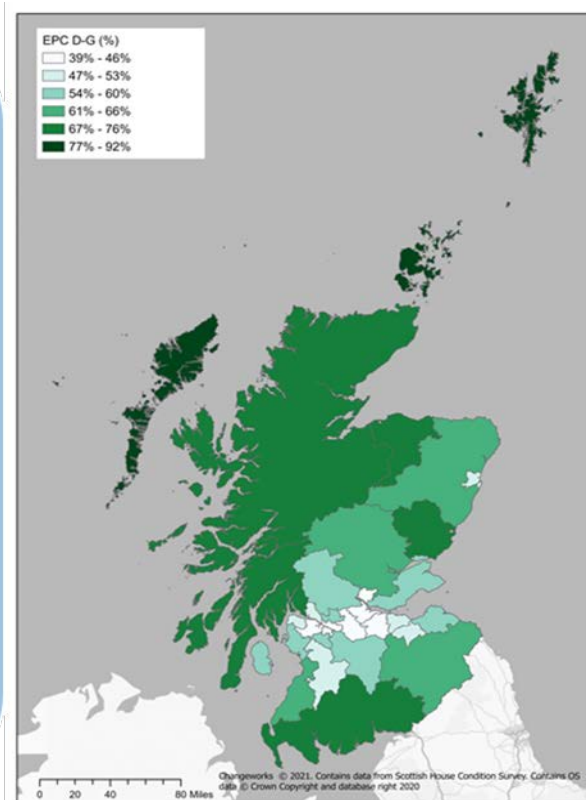 EPC D-G (%)
39% - 46%
47% - 53%
54% - 60%
61% - 66%
67% - 76%
77% - 92%
0 20 40 80 Miles
Changeworks © 2021. Contains data from Scottish House Condition Survey. Contains OS
data © Crown Copyright and database right 2020